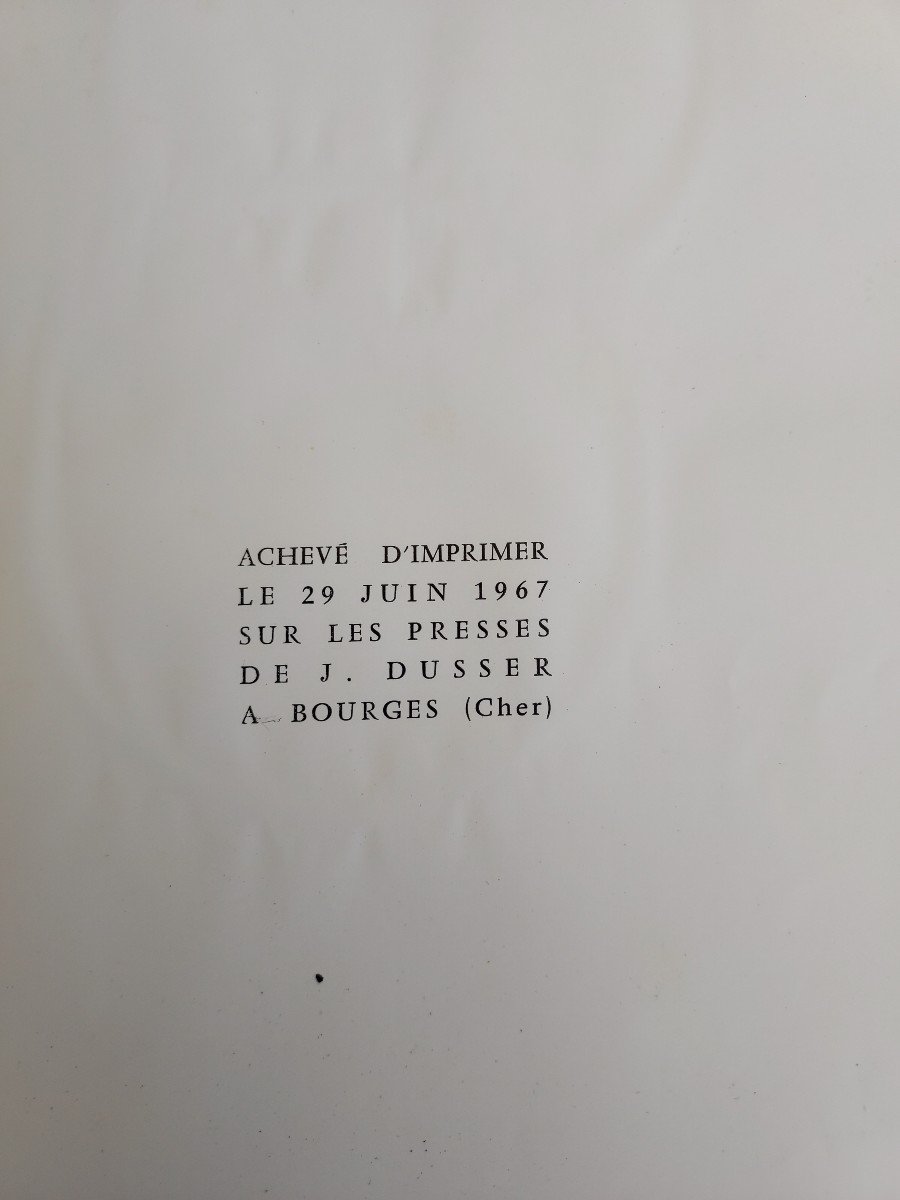 ACHEVÉ D'IMPRIMER
LE 29 JUIN 1967
SUR LES PRESSES
DE J. DUSSER
A BOURGES (Cher)